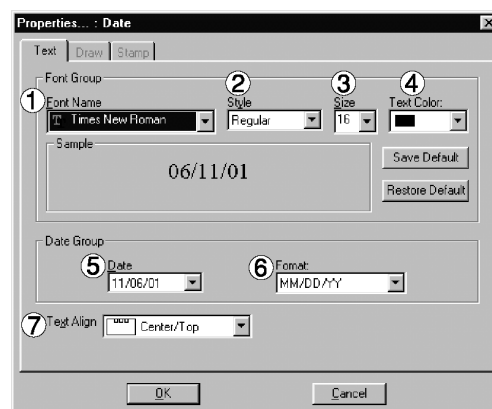 Properties... : Date
Text Draw Stamp
Font Group
① Font Name ② Style ③ Size ④ Text Color:
Times New Roman Regular 16
Sample
06/11/01
Save Default
Restore Default
Date Group
⑤ Date ⑥ Fomat:
11/06/01 MM/DD/YY
⑦ Text Align Center/Top
OK Cancel